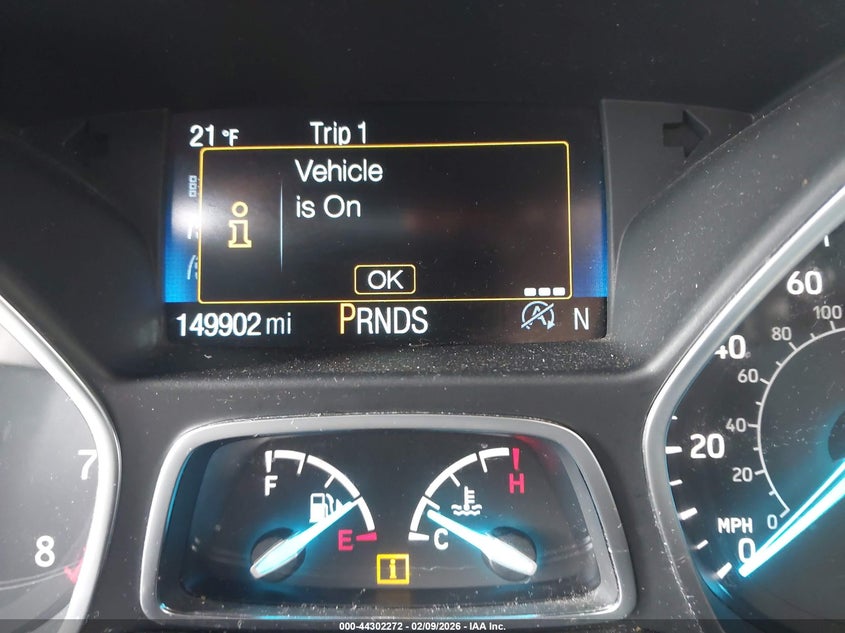 21 °F Trip 1
Vehicle
is On
OK
149902 mi PRNDS N
60
100
80
40
60
40
20
20
MPH 0
0
7
8
F
E
H
C
000-44302272 - 02/09/2026 - IAA Inc.